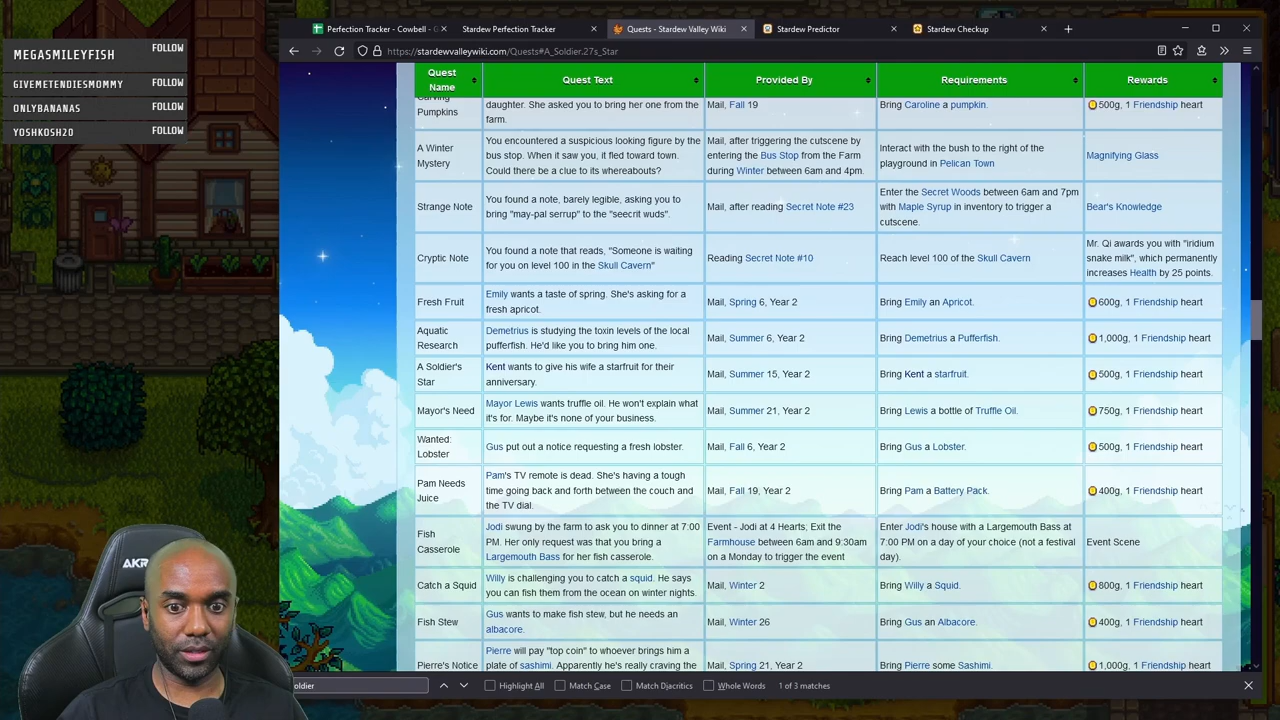 MEGASMILEYFISH FOLLOW
GIVEMETENDIESMOMMY FOLLOW
ONLYBANANAS FOLLOW
YOSHKOSH20 FOLLOW
Perfection Tracker - Cowbell - G
Stardew Perfection Tracker
Quests - Stardew Valley Wiki
Stardew Predictor
Stardew Checkup
https://stardewvalleywiki.com/Quests#A_Soldier.27s_Star
Quest Name
Quest Text
Provided By
Requirements
Rewards
Carving
Pumpkins
daughter. She asked you to bring her one from the
farm.
Mail, Fall 19
Bring Caroline a pumpkin.
500g, 1 Friendship heart
A Winter
Mystery
You encountered a suspicious looking figure by the
bus stop. When it saw you, it fled toward town.
Could there be a clue to its whereabouts?
Mail, after triggering the cutscene by
entering the Bus Stop from the Farm
during Winter between 6am and 4pm.
Interact with the bush to the right of the
playground in Pelican Town
Magnifying Glass
Strange Note
You found a note, barely legible, asking you to
bring "may-pal serrup" to the "seecrit wuds".
Mail, after reading Secret Note #23
Enter the Secret Woods between 6am and 7pm
with Maple Syrup in inventory to trigger a
cutscene.
Bear's Knowledge
Cryptic Note
You found a note that reads, "Someone is waiting
for you on level 100 in the Skull Cavern"
Reading Secret Note #10
Reach level 100 of the Skull Cavern
Mr. Qi awards you with "iridium
snake milk", which permanently
increases Health by 25 points.
Fresh Fruit
Emily wants a taste of spring. She's asking for a
fresh apricot.
Mail, Spring 6, Year 2
Bring Emily an Apricot.
600g, 1 Friendship heart
Aquatic
Research
Demetrius is studying the toxin levels of the local
pufferfish. He'd like you to bring him one.
Mail, Summer 6, Year 2
Bring Demetrius a Pufferfish.
1,000g, 1 Friendship heart
A Soldier's
Star
Kent wants to give his wife a starfruit for their
anniversary.
Mail, Summer 15, Year 2
Bring Kent a starfruit.
500g, 1 Friendship heart
Mayor's Need
Mayor Lewis wants truffle oil. He won't explain what
it's for. Maybe it's none of your business.
Mail, Summer 21, Year 2
Bring Lewis a bottle of Truffle Oil.
750g, 1 Friendship heart
Wanted:
Lobster
Gus put out a notice requesting a fresh lobster.
Mail, Fall 6, Year 2
Bring Gus a Lobster.
500g, 1 Friendship heart
Pam Needs
Juice
Pam's TV remote is dead. She's having a tough
time going back and forth between the couch and
the TV dial.
Mail, Fall 19, Year 2
Bring Pam a Battery Pack.
400g, 1 Friendship heart
Fish
Casserole
Jodi swung by the farm to ask you to dinner at 7:00
PM. Her only request was that you bring a
Largemouth Bass for her fish casserole.
Event - Jodi at 4 Hearts; Exit the
Farmhouse between 6am and 9:30am
on a Monday to trigger the event
Enter Jodi's house with a Largemouth Bass at
7:00 PM on a day of your choice (not a festival
day).
Event Scene
Catch a Squid
Willy is challenging you to catch a squid. He says
you can fish them from the ocean on winter nights.
Mail, Winter 2
Bring Willy a Squid.
800g, 1 Friendship heart
Fish Stew
Gus wants to make fish stew, but he needs an
albacore.
Mail, Winter 26
Bring Gus an Albacore.
400g, 1 Friendship heart
Pierre's Notice
Pierre will pay "top coin" to whoever brings him a
plate of sashimi. Apparently he's really craving the
Mail, Spring 21, Year 2
Bring Pierre some Sashimi.
1,000g, 1 Friendship heart
AKR
oldier
Highlight All
Match Case
Match Diacritics
Whole Words
1 of 3 matches